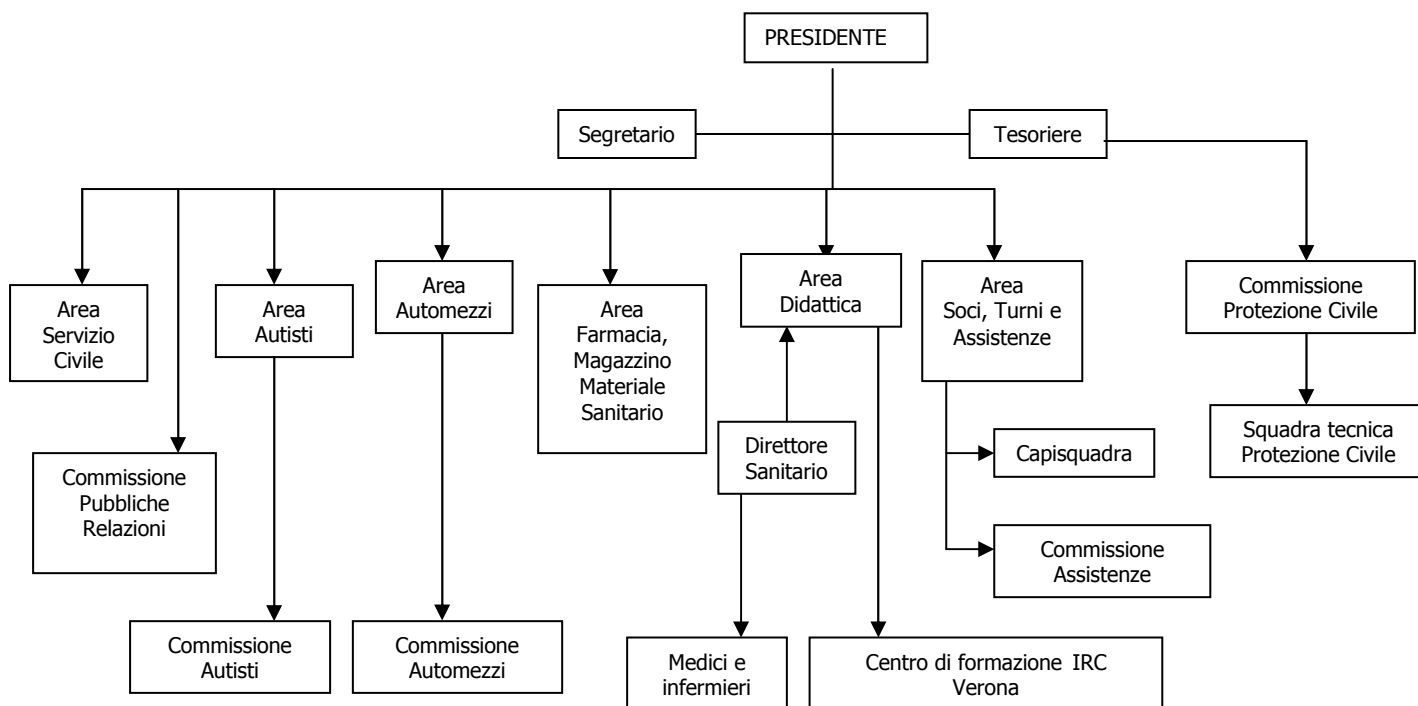 PRESIDENTE
Segretario
Tesoriere
Area
Servizio
Civile
Area
Autisti
Area
Automezzi
Area
Farmacia,
Magazzino
Materiale
Sanitario
Area
Didattica
Area
Soci, Turni e
Assistenze
Commissione
Protezione Civile
Commissione
Pubbliche
Relazioni
Direttore
Sanitario
Capisquadra
Squadra tecnica
Protezione Civile
Commissione
Assistenze
Commissione
Autisti
Commissione
Automezzi
Medici e
infermieri
Centro di formazione IRC
Verona